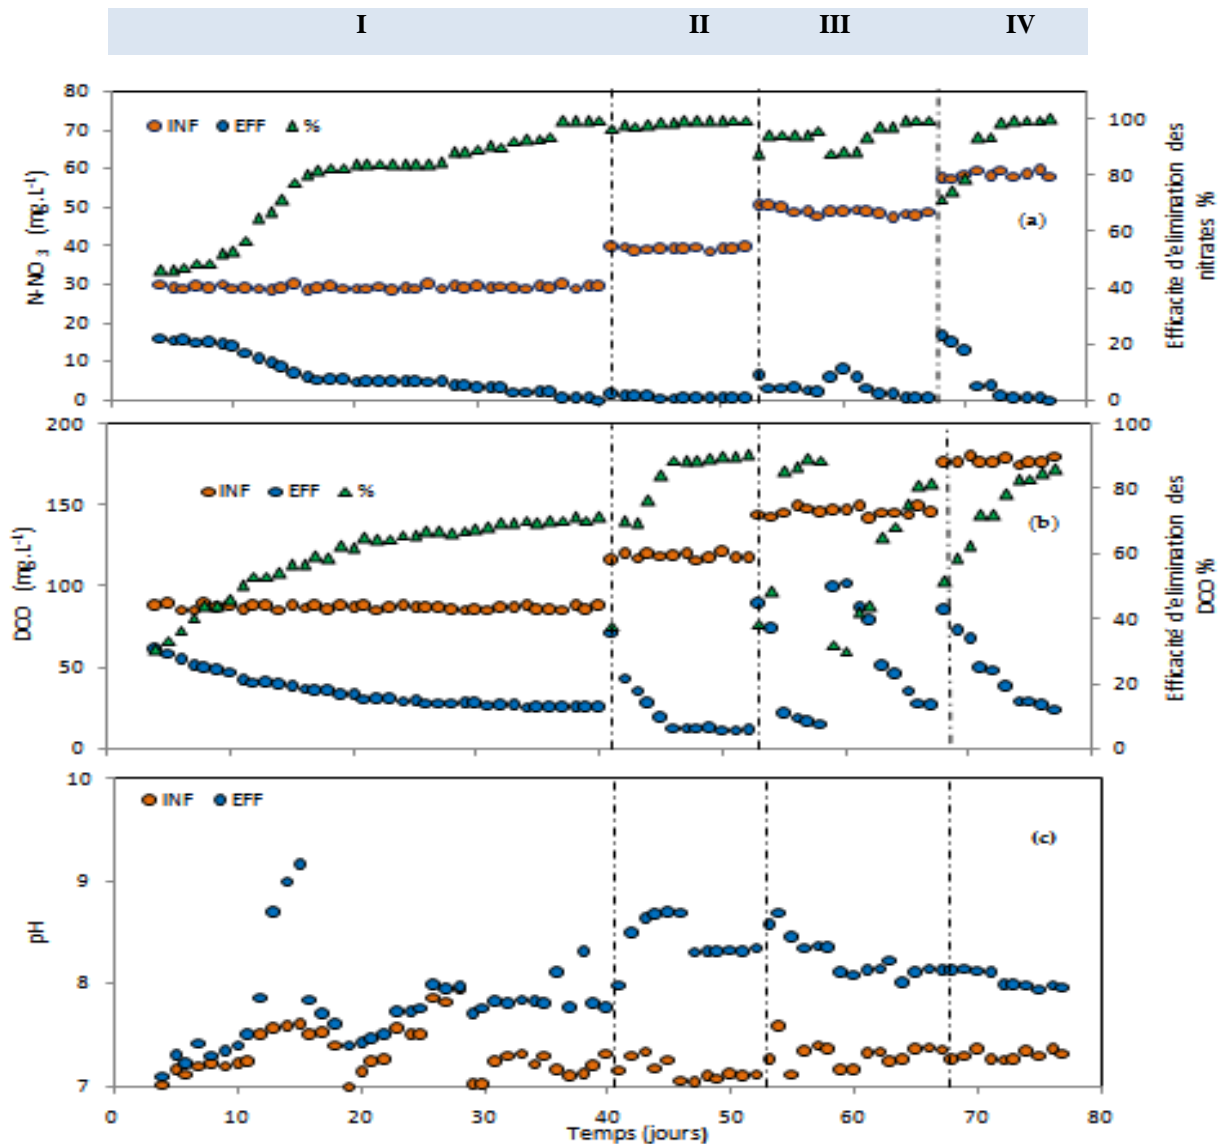 I II III IV
80
70
60
50
40
30
20
10
0
N-NO3 (mg.L-1)
INF EFF %
(a)
100
80
60
40
20
0
Efficacite d'elimination des
nitrates %
200
150
100
50
0
DCO (mg.L-1)
INF EFF %
(b)
100
80
60
40
20
0
Efficacité d'elimination des
DCO %
10
9
8
7
pH
INF EFF
(c)
0 10 20 30 40 50 60 70 80
Temps (jours)